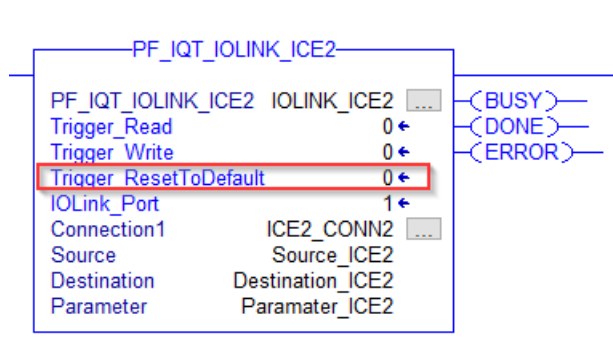 PF_IQT_IOLINK_ICE2
PF_IQT_IOLINK_ICE2 IOLINK_ICE2 ... (BUSY)
Trigger_Read 0 (DONE)
Trigger_Write 0 (ERROR)
Trigger_ResetToDefault 0
IOLink_Port 1
Connection1 ICE2_CONN2 ...
Source Source_ICE2
Destination Destination_ICE2
Parameter Paramater_ICE2